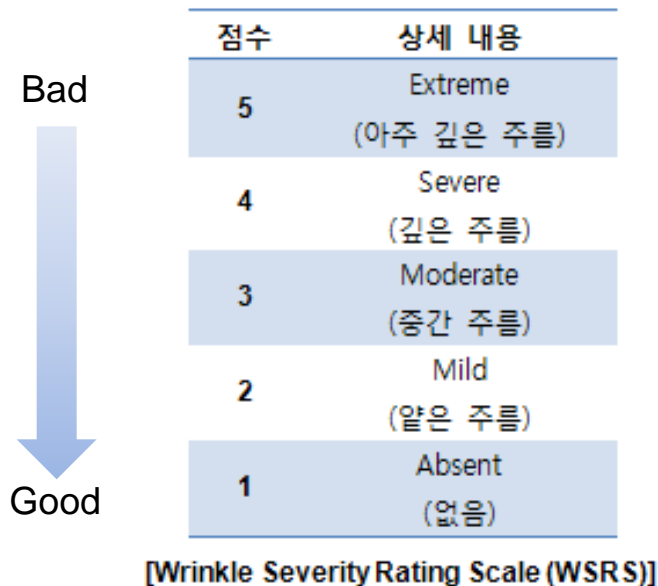 점수 상세 내용
Bad
5 Extreme
(아주 깊은 주름)
4 Severe
(깊은 주름)
3 Moderate
(중간 주름)
2 Mild
(얕은 주름)
1 Absent
(없음)
Good
[Wrinkle Severity Rating Scale (WSRS)]